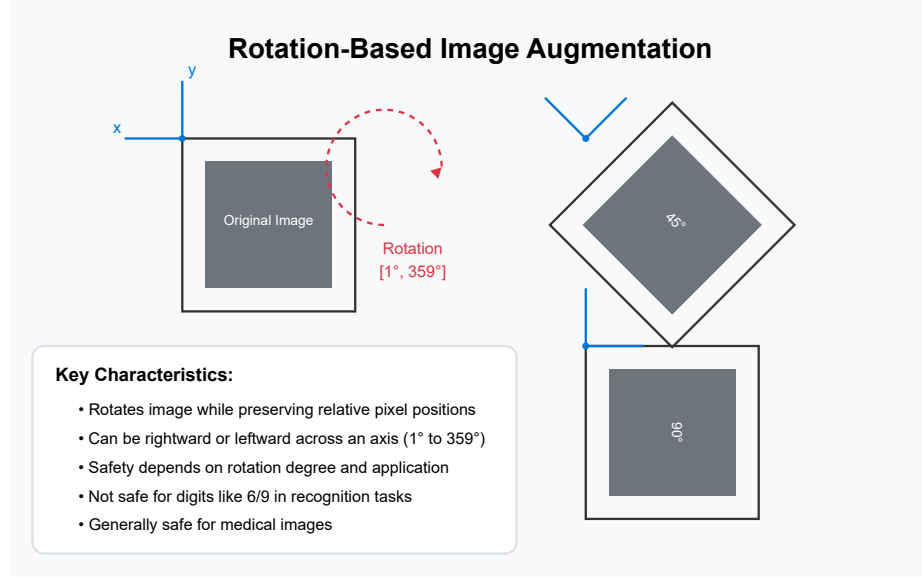 Rotation-Based Image Augmentation
y
x
Original Image
Rotation
[1°, 359°]
45°
90°
Key Characteristics:
• Rotates image while preserving relative pixel positions
• Can be rightward or leftward across an axis (1° to 359°)
• Safety depends on rotation degree and application
• Not safe for digits like 6/9 in recognition tasks
• Generally safe for medical images